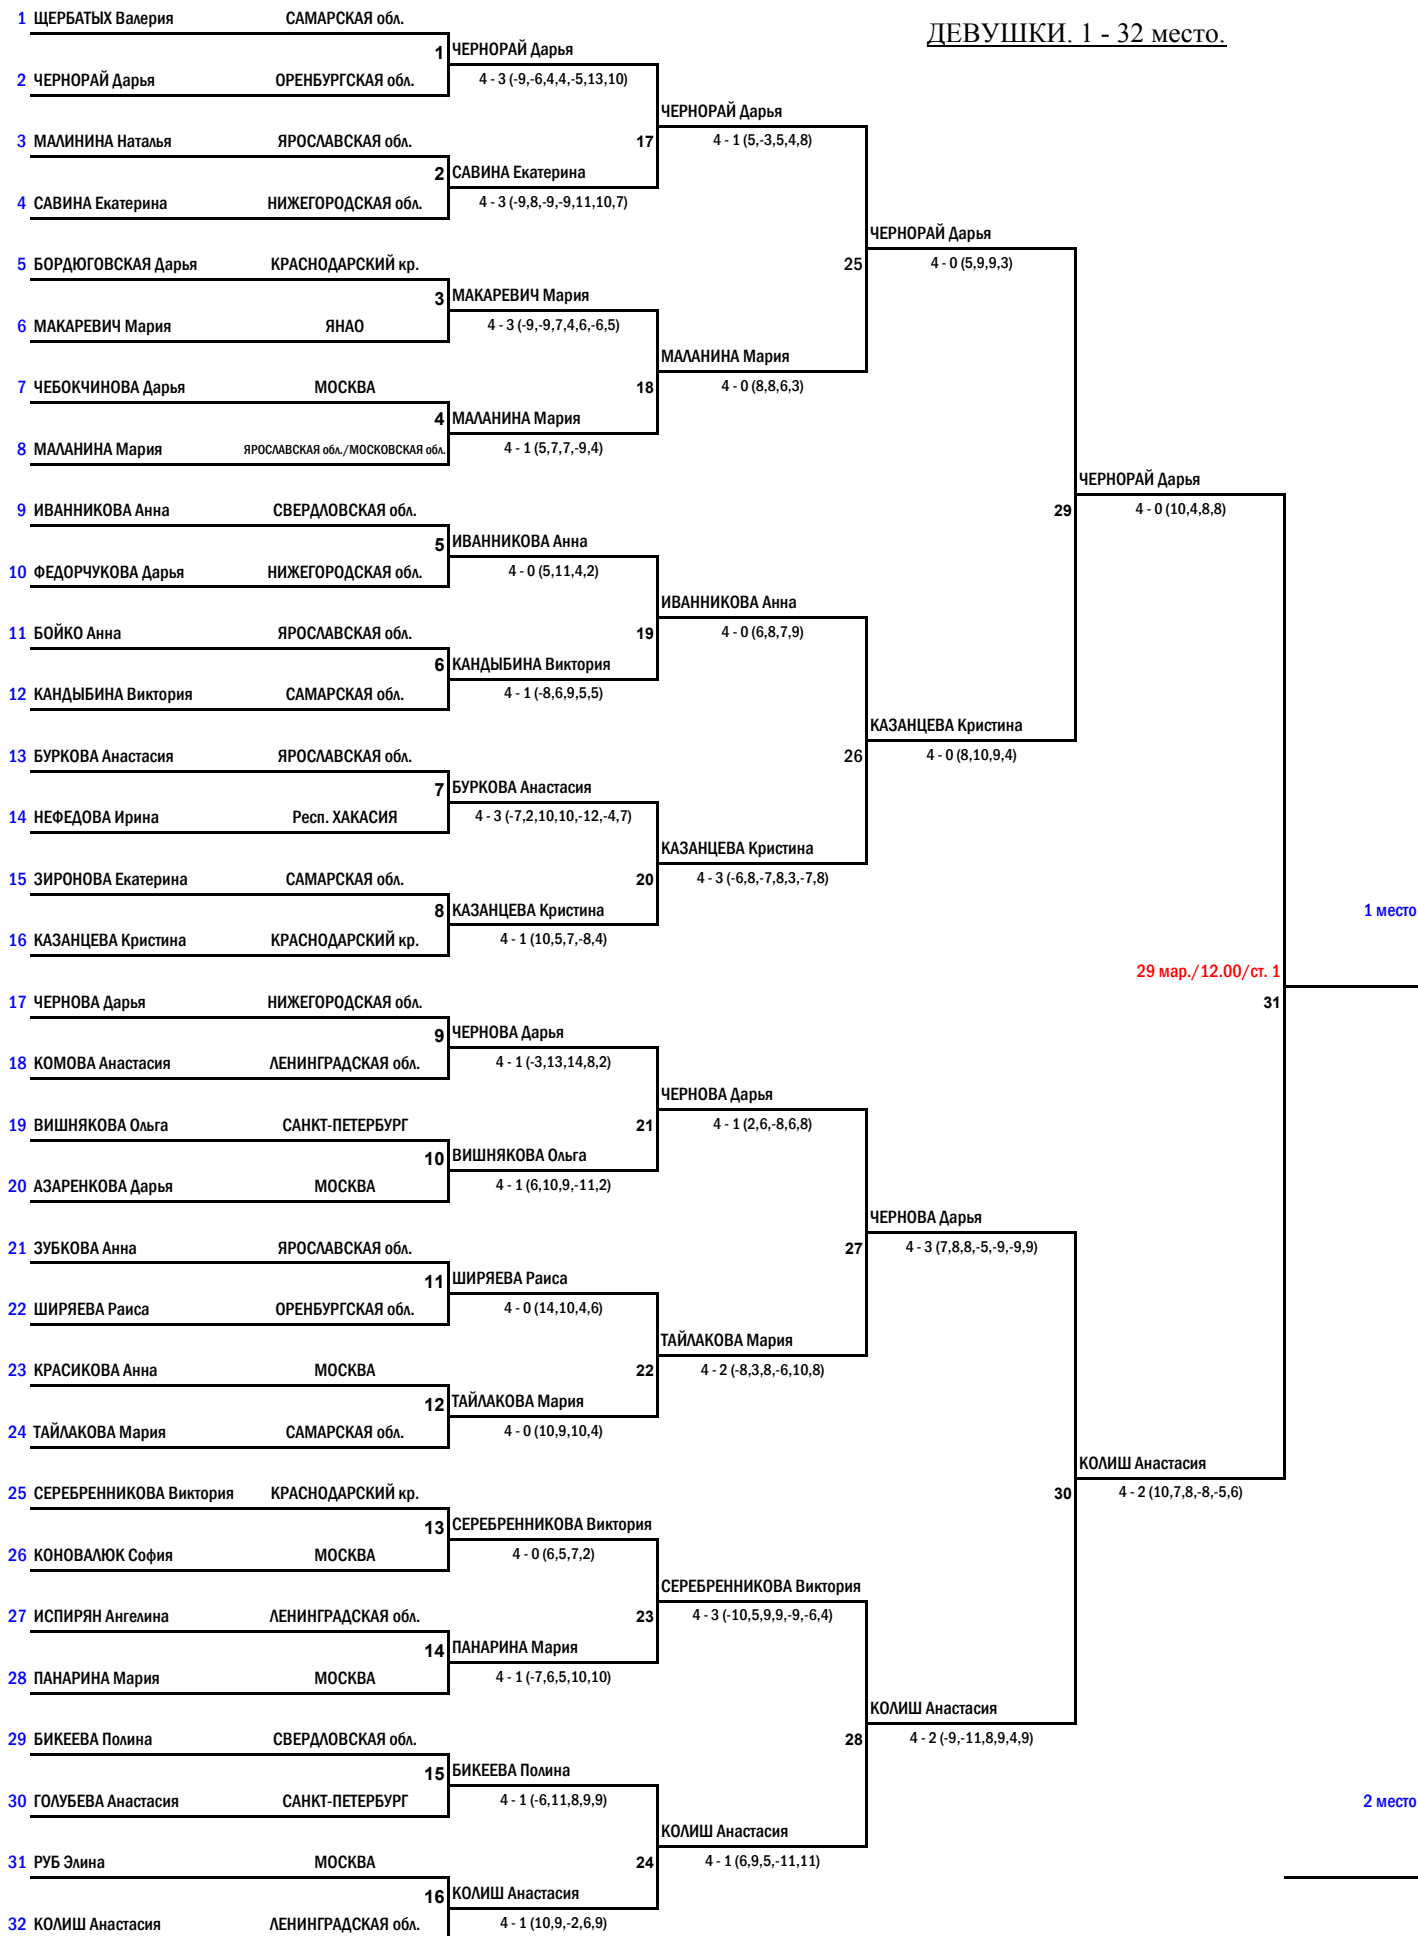 1 ЩЕРБАТЫХ Валерия САМАРСКАЯ обл.
ДЕВУШКИ. 1 - 32 место.
1 ЧЕРНОРАЙ Дарья
2 ЧЕРНОРАЙ Дарья ОРЕНБУРГСКАЯ обл. 4 - 3 (-9,-6,4,4,-5,13,10)
ЧЕРНОРАЙ Дарья
3 МАЛИНИНА Наталья ЯРОСЛАВСКАЯ обл. 17 4 - 1 (5,-3,5,4,8)
2 САВИНА Екатерина
4 САВИНА Екатерина НИЖЕГОРОДСКАЯ обл. 4 - 3 (-9,8,-9,-9,11,10,7)
ЧЕРНОРАЙ Дарья
5 БОРДЮГОВСКАЯ Дарья КРАСНОДАРСКИЙ кр. 25 4 - 0 (5,9,9,3)
3 МАКАРЕВИЧ Мария
6 МАКАРЕВИЧ Мария ЯНАО 4 - 3 (-9,-9,7,4,6,-6,5)
МАЛАНИНА Мария
7 ЧЕБОКЧИНОВА Дарья МОСКВА 18 4 - 0 (8,8,6,3)
4 МАЛАНИНА Мария
8 МАЛАНИНА Мария ЯРОСЛАВСКАЯ обл./МОСКОВСКАЯ обл. 4 - 1 (5,7,7,-9,4)
ЧЕРНОРАЙ Дарья
9 ИВАННИКОВА Анна СВЕРДЛОВСКАЯ обл. 29 4 - 0 (10,4,8,8)
5 ИВАННИКОВА Анна
10 ФЕДОРЧУКОВА Дарья НИЖЕГОРОДСКАЯ обл. 4 - 0 (5,11,4,2)
ИВАННИКОВА Анна
11 БОЙКО Анна ЯРОСЛАВСКАЯ обл. 19 4 - 0 (6,8,7,9)
6 КАНДЫБИНА Виктория
12 КАНДЫБИНА Виктория САМАРСКАЯ обл. 4 - 1 (-8,6,9,5,5)
КАЗАНЦЕВА Кристина
13 БУРКОВА Анастасия ЯРОСЛАВСКАЯ обл. 26 4 - 0 (8,10,9,4)
7 БУРКОВА Анастасия
14 НЕФЕДОВА Ирина Респ. ХАКАСИЯ 4 - 3 (-7,2,10,10,-12,-4,7)
КАЗАНЦЕВА Кристина
15 ЗИРОНОВА Екатерина САМАРСКАЯ обл. 20 4 - 3 (-6,8,-7,8,3,-7,8)
8 КАЗАНЦЕВА Кристина 1 место
16 КАЗАНЦЕВА Кристина КРАСНОДАРСКИЙ кр. 4 - 1 (10,5,7,-8,4)
29 мар./12.00/ст. 1
17 ЧЕРНОВА Дарья НИЖЕГОРОДСКАЯ обл. 31
9 ЧЕРНОВА Дарья
18 КОМОВА Анастасия ЛЕНИНГРАДСКАЯ обл. 4 - 1 (-3,13,14,8,2)
ЧЕРНОВА Дарья
19 ВИШНЯКОВА Ольга САНКТ-ПЕТЕРБУРГ 21 4 - 1 (2,6,-8,6,8)
10 ВИШНЯКОВА Ольга
20 АЗАРЕНКОВА Дарья МОСКВА 4 - 1 (6,10,9,-11,2)
ЧЕРНОВА Дарья
21 ЗУБКОВА Анна ЯРОСЛАВСКАЯ обл. 27 4 - 3 (7,8,8,-5,-9,-9,9)
11 ШИРЯЕВА Раиса
22 ШИРЯЕВА Раиса ОРЕНБУРГСКАЯ обл. 4 - 0 (14,10,4,6)
ТАЙЛАКОВА Мария
23 КРАСИКОВА Анна МОСКВА 22 4 - 2 (-8,3,8,-6,10,8)
12 ТАЙЛАКОВА Мария
24 ТАЙЛАКОВА Мария САМАРСКАЯ обл. 4 - 0 (10,9,10,4)
КОЛИШ Анастасия
25 СЕРЕБРЕННИКОВА Виктория КРАСНОДАРСКИЙ кр. 30 4 - 2 (10,7,8,-8,-5,6)
13 СЕРЕБРЕННИКОВА Виктория
26 КОНОВАЛЮК София МОСКВА 4 - 0 (6,5,7,2)
СЕРЕБРЕННИКОВА Виктория
27 ИСПИРЯН Ангелина ЛЕНИНГРАДСКАЯ обл. 23 4 - 3 (-10,5,9,9,-9,-6,4)
14 ПАНАРИНА Мария
28 ПАНАРИНА Мария МОСКВА 4 - 1 (-7,6,5,10,10)
КОЛИШ Анастасия
29 БИКЕЕВА Полина СВЕРДЛОВСКАЯ обл. 28 4 - 2 (-9,-11,8,9,4,9)
15 БИКЕЕВА Полина
30 ГОЛУБЕВА Анастасия САНКТ-ПЕТЕРБУРГ 4 - 1 (-6,11,8,9,9) 2 место
КОЛИШ Анастасия
31 РУБ Элина МОСКВА 24 4 - 1 (6,9,5,-11,11)
16 КОЛИШ Анастасия
32 КОЛИШ Анастасия ЛЕНИНГРАДСКАЯ обл. 4 - 1 (10,9,-2,6,9)